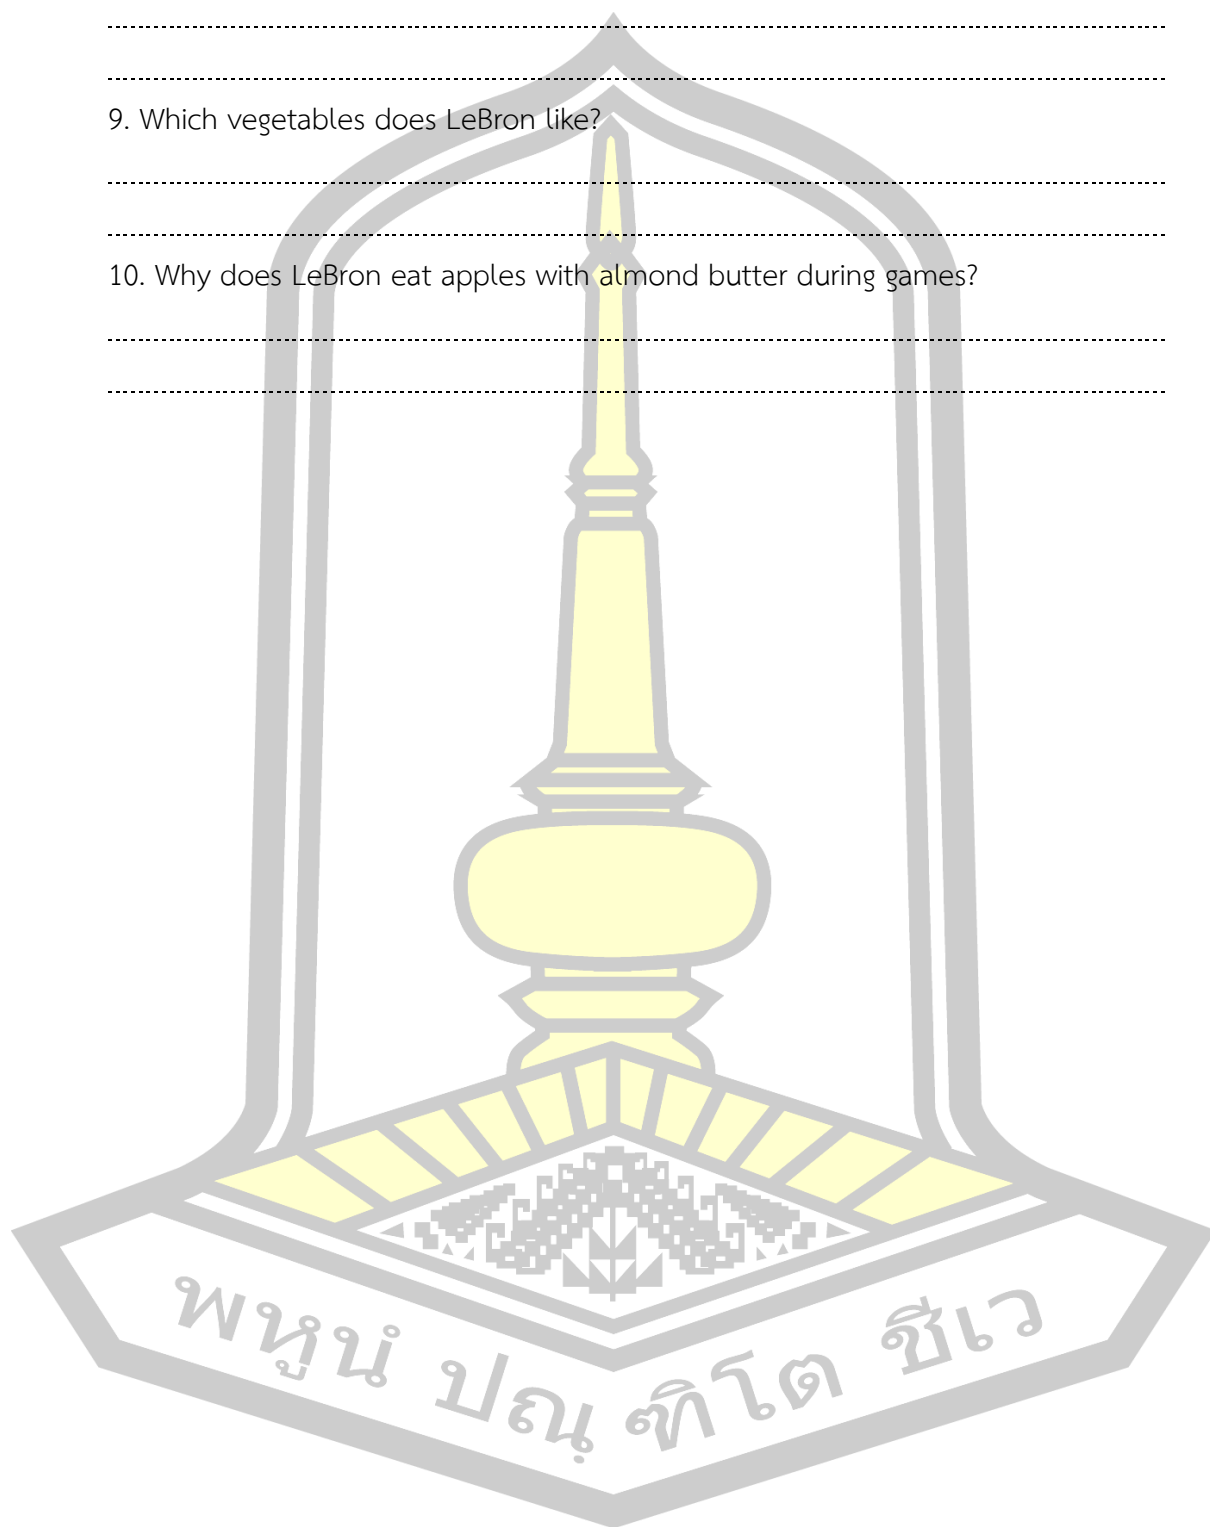 9. Which vegetables does LeBron like?
10. Why does LeBron eat apples with almond butter during games?
พหูนํ ปณฺ ฑิโต ชีเว